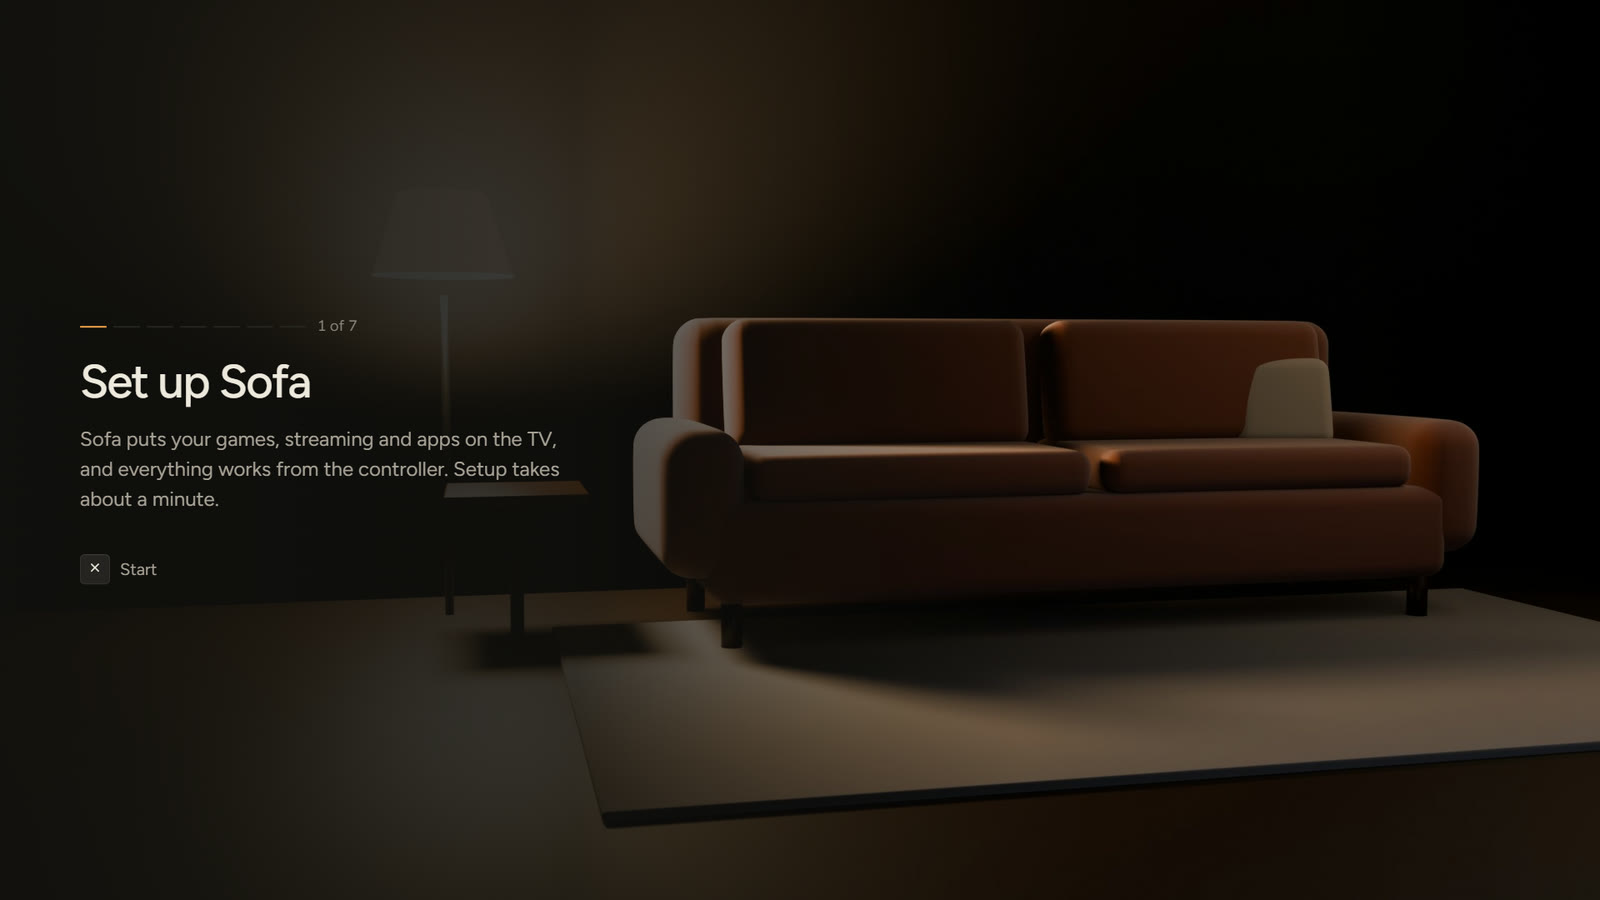 1 of 7
Set up Sofa
Sofa puts your games, streaming and apps on the TV,
and everything works from the controller. Setup takes
about a minute.
✕ Start